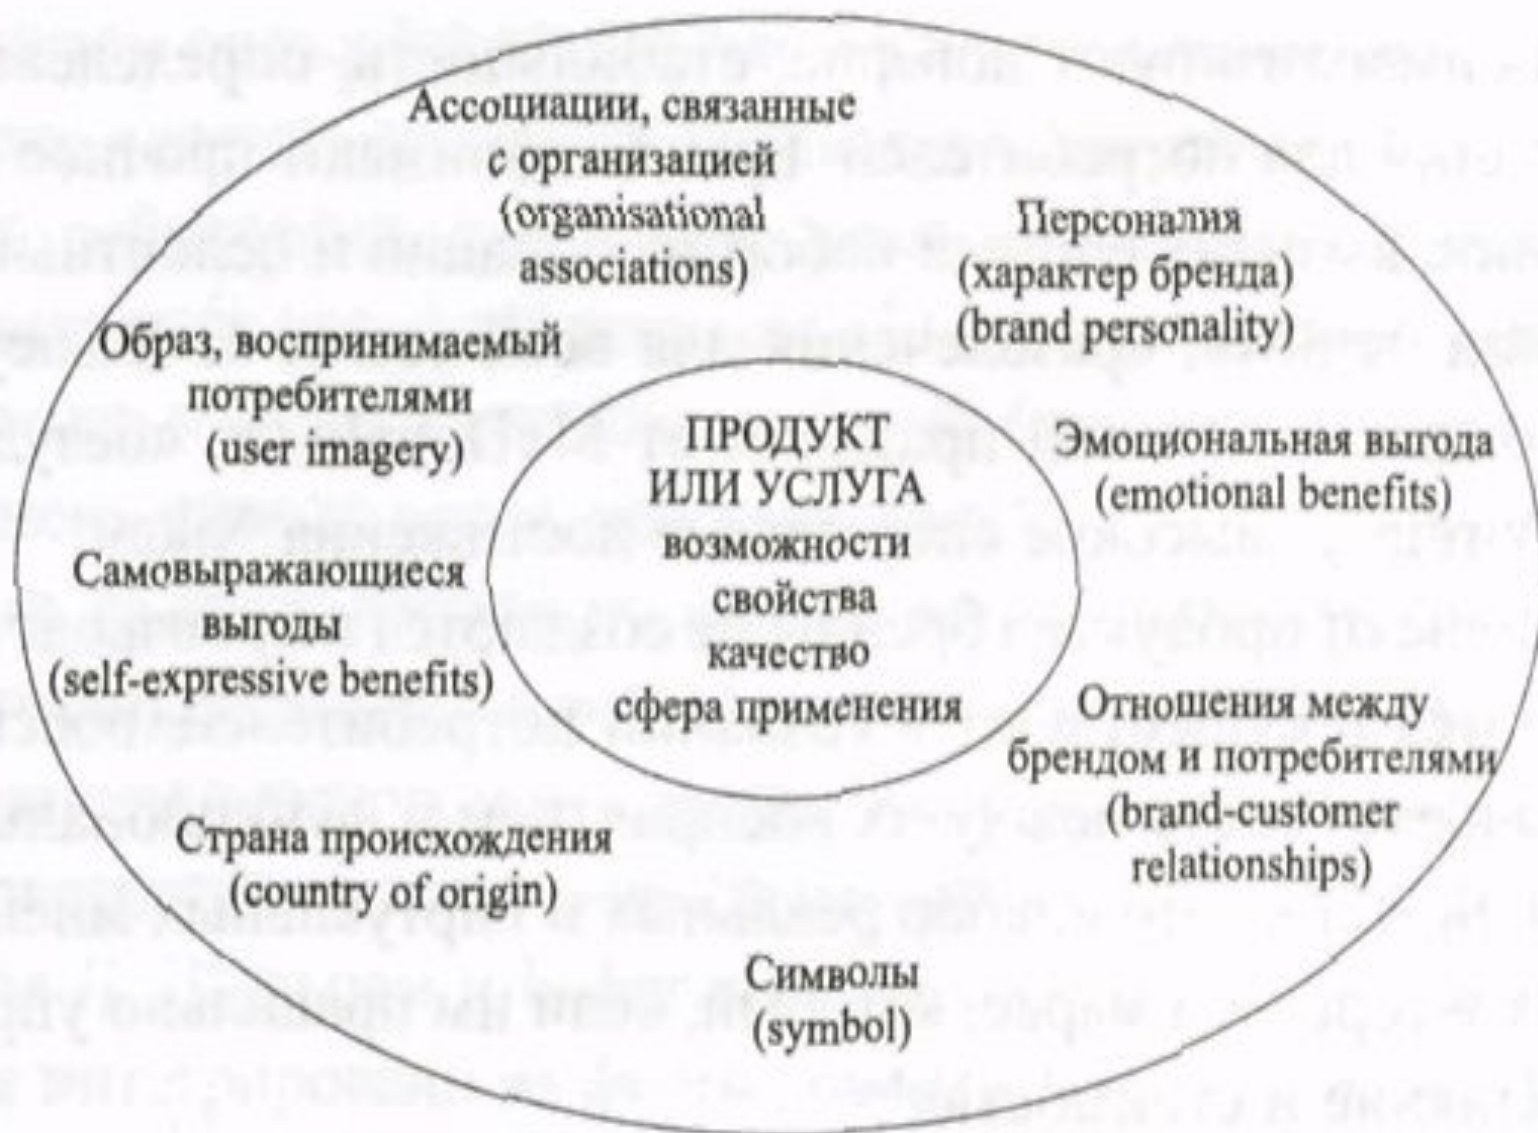 Ассоциации, связанные
с организацией
(organisational
associations)
Персоналия
(характер бренда)
(brand personality)
Образ, воспринимаемый
потребителями
(user imagery)
ПРОДУКТ
ИЛИ УСЛУГА
возможности
свойства
качество
сфера применения
Эмоциональная выгода
(emotional benefits)
Самовыражающиеся
выгоды
(self-expressive benefits)
Отношения между
брендом и потребителями
(brand-customer
relationships)
Страна происхождения
(country of origin)
Символы
(symbol)